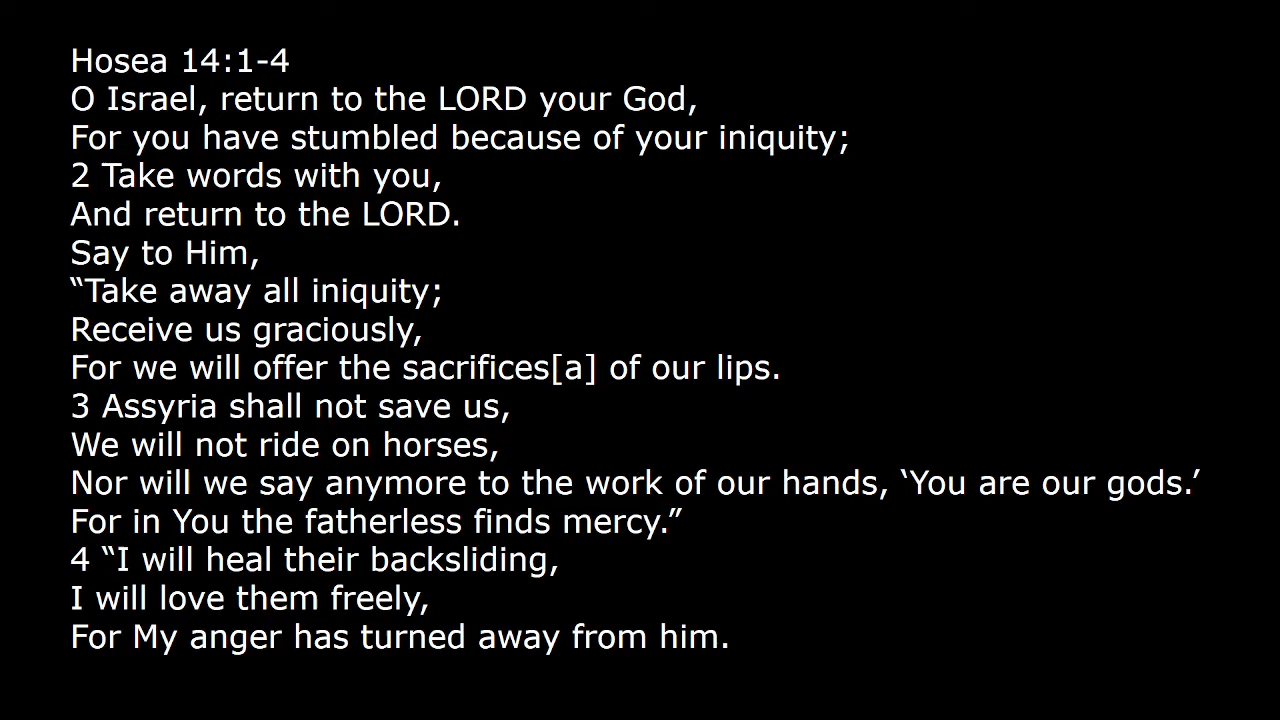 Hosea 14:1-4
O Israel, return to the LORD your God,
For you have stumbled because of your iniquity;
2 Take words with you,
And return to the LORD.
Say to Him,
“Take away all iniquity;
Receive us graciously,
For we will offer the sacrifices[a] of our lips.
3 Assyria shall not save us,
We will not ride on horses,
Nor will we say anymore to the work of our hands, ‘You are our gods.’
For in You the fatherless finds mercy.”
4 “I will heal their backsliding,
I will love them freely,
For My anger has turned away from him.